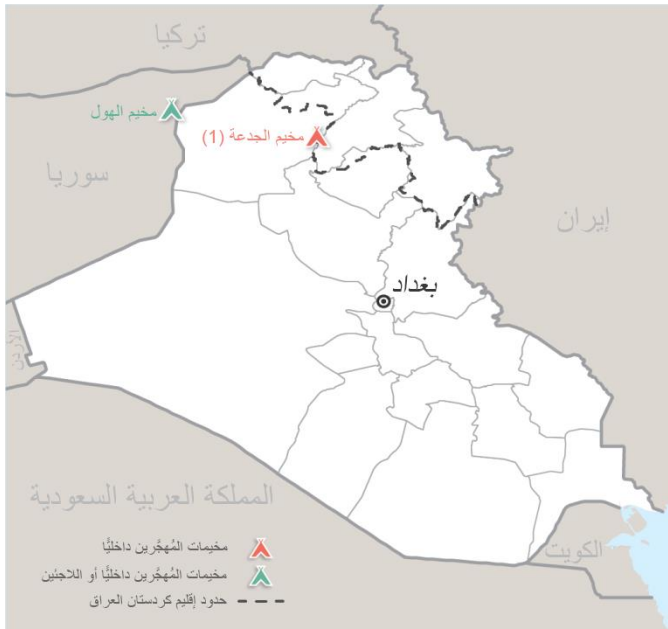 تركيا
مخيم الهول
مخيم الجدعة (1)
سوريا
إيران
بغداد
الأردن
المملكة العربية السعودية
الكويت
مخيمات المُهجَّرين داخليًّا
مخيمات المُهجَّرين داخليًّا أو اللاجئين
حدود إقليم كردستان العراق